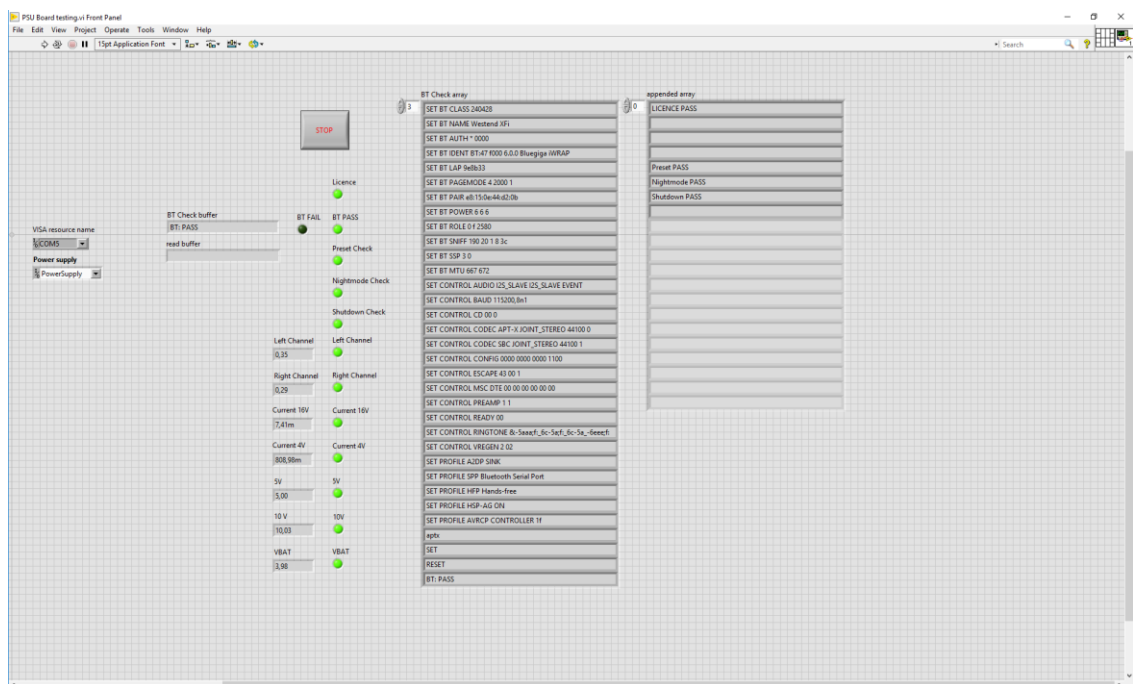 PSU Board testing.vi Front Panel
File Edit View Project Operate Tools Window Help
15pt Application Font
Search
BT Check array
appended array
3
SET BT CLASS 240428
0
LICENCE PASS
STOP
SET BT NAME Westend XFi
SET BT AUTH * 0000
SET BT IDENT BT:47 f000 6.0.0 Bluegiga iWRAP
SET BT LAP 9e8b33
Preset PASS
Licence
SET BT PAGEMODE 4 2000 1
Nightmode PASS
SET BT PAIR e8:15:0e:44:d2:0b
Shutdown PASS
BT Check buffer
BT FAIL
BT PASS
SET BT POWER 6 6 6
BT: PASS
SET BT ROLE 0 f 2580
VISA resource name
COM5
read buffer
Preset Check
SET BT SNIFF 190 20 1 8 3c
SET BT SSP 3 0
Power supply
PowerSupply
SET BT MTU 667 672
Nightmode Check
SET CONTROL AUDIO I2S_SLAVE I2S_SLAVE EVENT
SET CONTROL BAUD 115200,8n1
Shutdown Check
SET CONTROL CD 00 0
SET CONTROL CODEC APT-X JOINT_STEREO 44100 0
Left Channel
Left Channel
SET CONTROL CODEC SBC JOINT_STEREO 44100 1
0,35
SET CONTROL CONFIG 0000 0000 0000 1100
Right Channel
Right Channel
SET CONTROL ESCAPE 43 00 1
0,29
SET CONTROL MSC DTE 00 00 00 00 00 00
Current 16V
Current 16V
SET CONTROL PREAMP 1 1
7,41m
SET CONTROL READY 00
SET CONTROL RINGTONE
Current 4V
Current 4V
SET CONTROL VREGEN 2 02
808,98m
SET PROFILE A2DP SINK
5V
5V
SET PROFILE SPP Bluetooth Serial Port
5,00
SET PROFILE HFP Hands-free
SET PROFILE HSP-AG ON
10 V
10V
SET PROFILE AVRCP CONTROLLER 1f
10,03
aptx
VBAT
VBAT
SET
3,98
RESET
BT: PASS